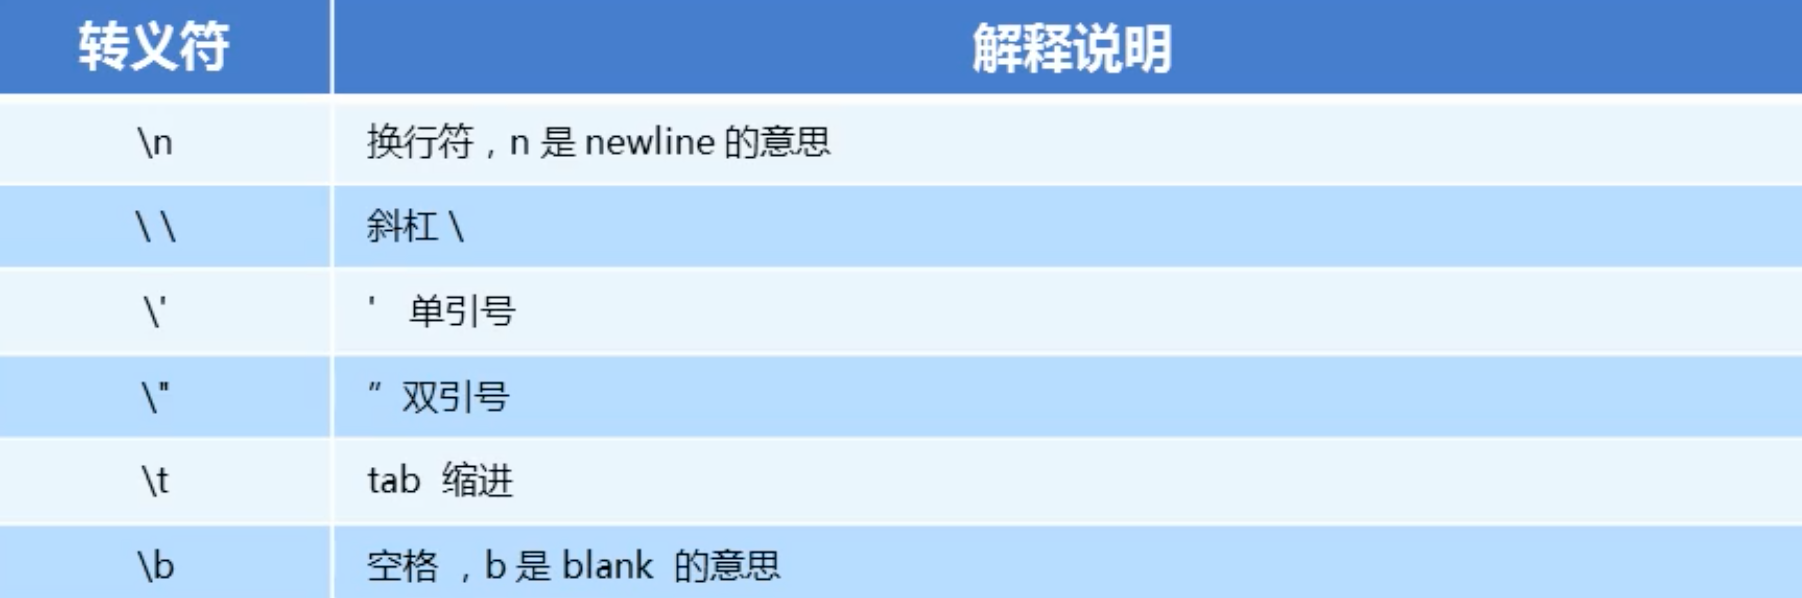 转义符 解释说明
\n 换行符，n 是 newline 的意思
\ \ 斜杠 \
\' ' 单引号
\" " 双引号
\t tab 缩进
\b 空格 ，b 是 blank 的意思